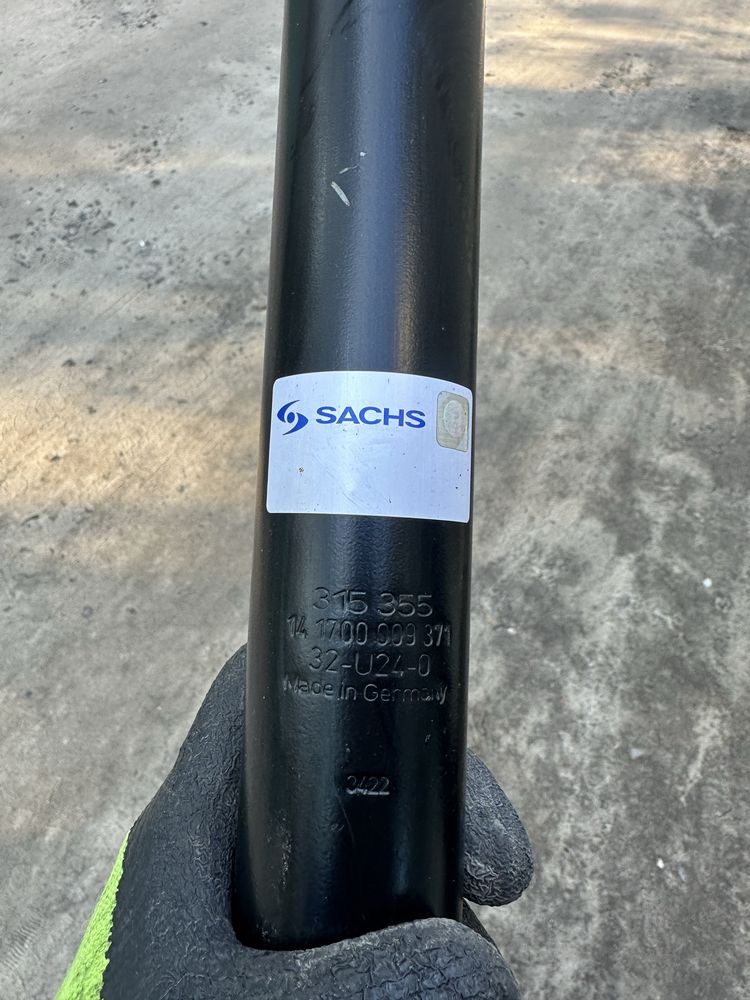 SACHS
315 355
14 1700 009 371
32-U24-0
Made in Germany
3422